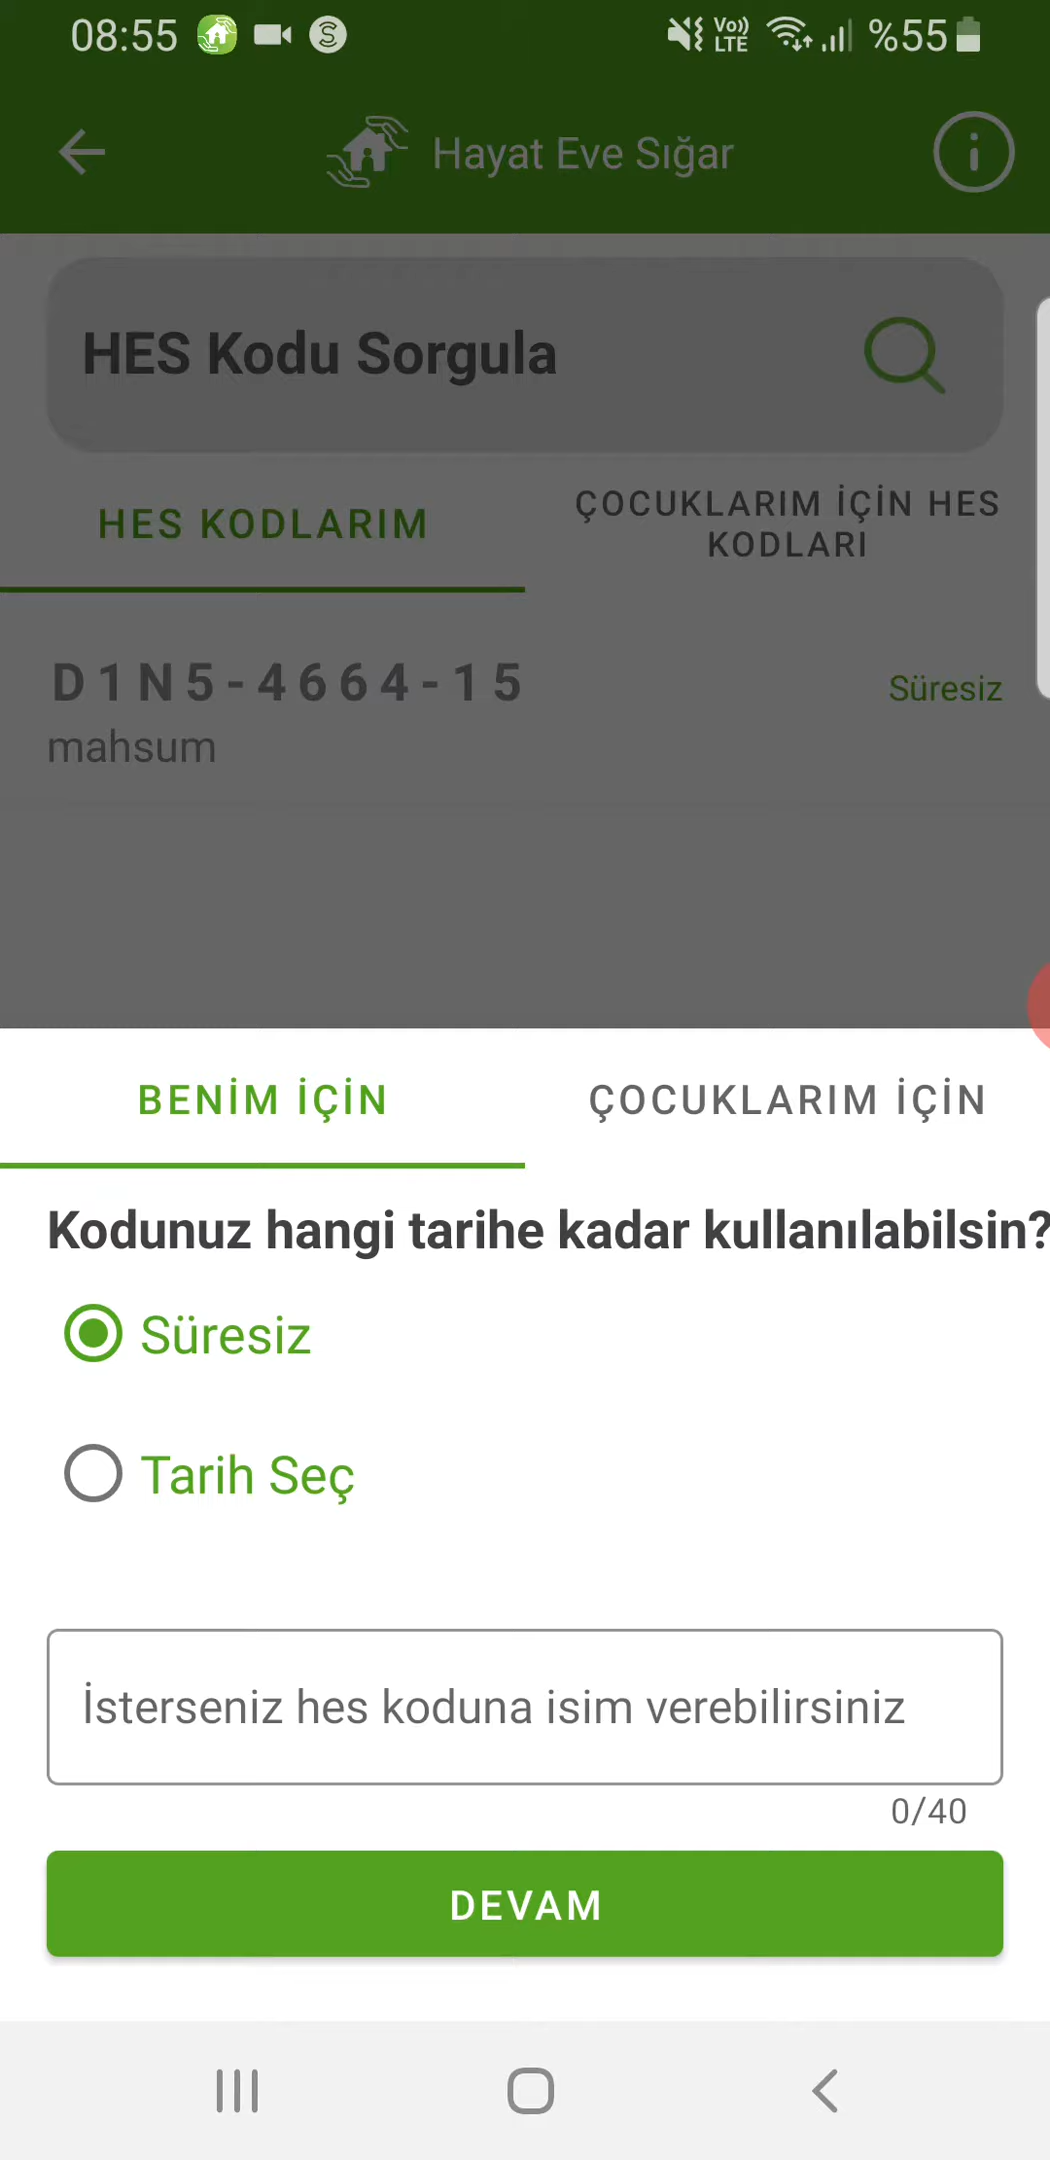 08:55
Vo))
LTE
%55
Hayat Eve Sığar
HES Kodu Sorgula
HES KODLARIM
ÇOCUKLARIM İÇİN HES
KODLARI
D1N5-4664-15
Süresiz
mahsum
BENİM İÇİN
ÇOCUKLARIM İÇİN
Kodunuz hangi tarihe kadar kullanılabilsin?
Süresiz
Tarih Seç
İsterseniz hes koduna isim verebilirsiniz
0/40
DEVAM